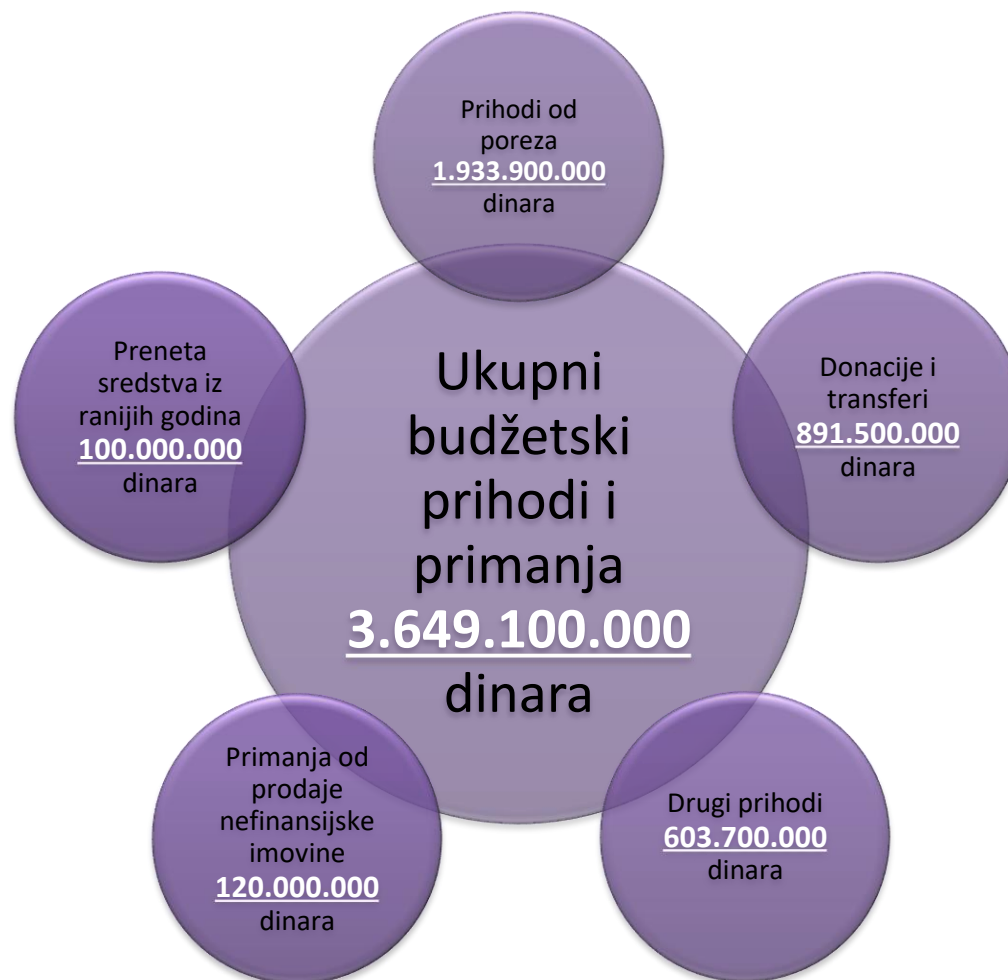 Prihodi od
poreza
1.933.900.000
dinara
Ukupni
budžetski
prihodi i
primanja
3.649.100.000
dinara
Donacije i
transferi
891.500.000
dinara
Drugi prihodi
603.700.000
dinara
Primanja od
prodaje
nefinansijske
imovine
120.000.000
dinara
Preneta
sredstva iz
ranijih godina
100.000.000
dinara